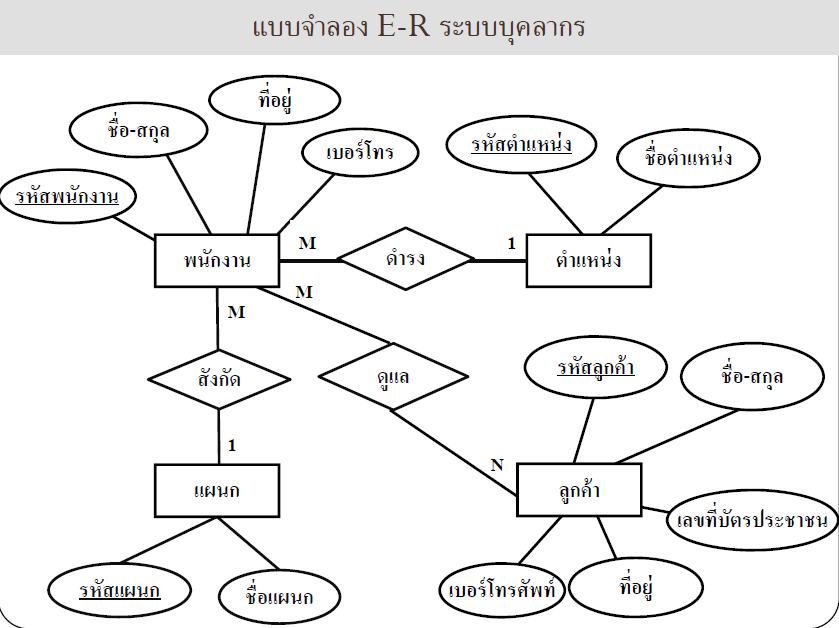 แบบจำลอง E-R ระบบบุคลากร
ที่อยู่
ชื่อ-สกุล
เบอร์โทร
รหัสตำแหน่ง
ชื่อตำแหน่ง
รหัสพนักงาน
พนักงาน
M
ดำรง
1
ตำแหน่ง
M
M
สังกัด
ดูแล
รหัสลูกค้า
ชื่อ-สกุล
1
N
แผนก
ลูกค้า
เลขที่บัตรประชาชน
รหัสแผนก
ชื่อแผนก
เบอร์โทรศัพท์
ที่อยู่